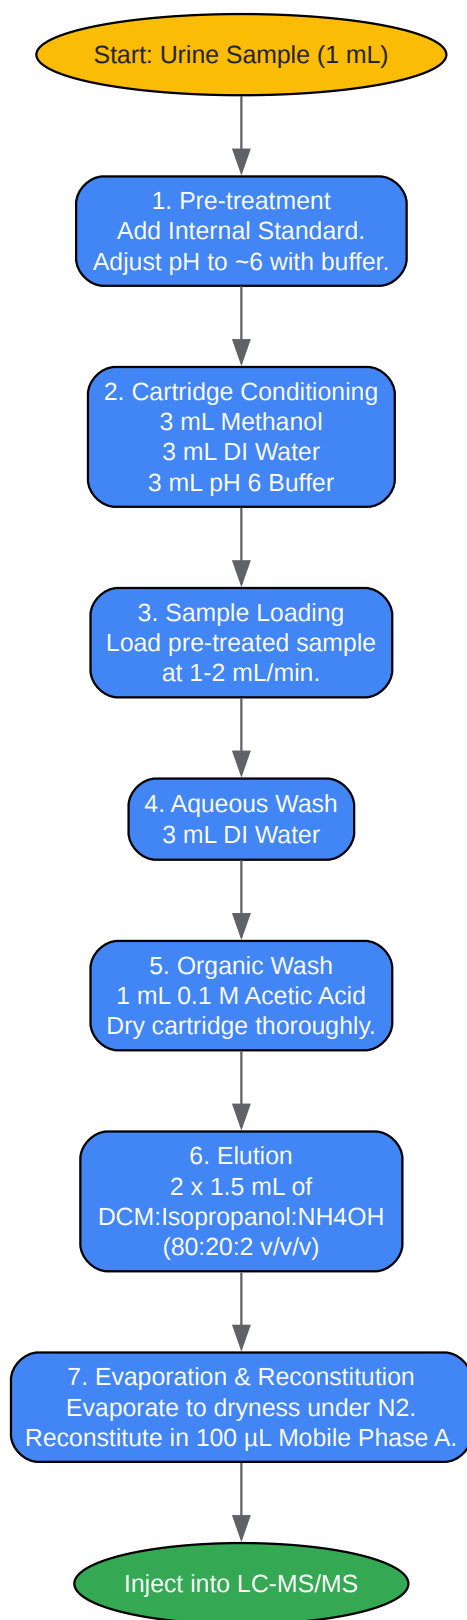 Start: Urine Sample (1 mL)
1. Pre-treatment
Add Internal Standard.
Adjust pH to ~6 with buffer.
2. Cartridge Conditioning
3 mL Methanol
3 mL DI Water
3 mL pH 6 Buffer
3. Sample Loading
Load pre-treated sample
at 1-2 mL/min.
4. Aqueous Wash
3 mL DI Water
5. Organic Wash
1 mL 0.1 M Acetic Acid
Dry cartridge thoroughly.
6. Elution
2 x 1.5 mL of
DCM:Isopropanol:NH4OH
(80:20:2 v/v/v)
7. Evaporation & Reconstitution
Evaporate to dryness under N2.
Reconstitute in 100 µL Mobile Phase A.
Inject into LC-MS/MS